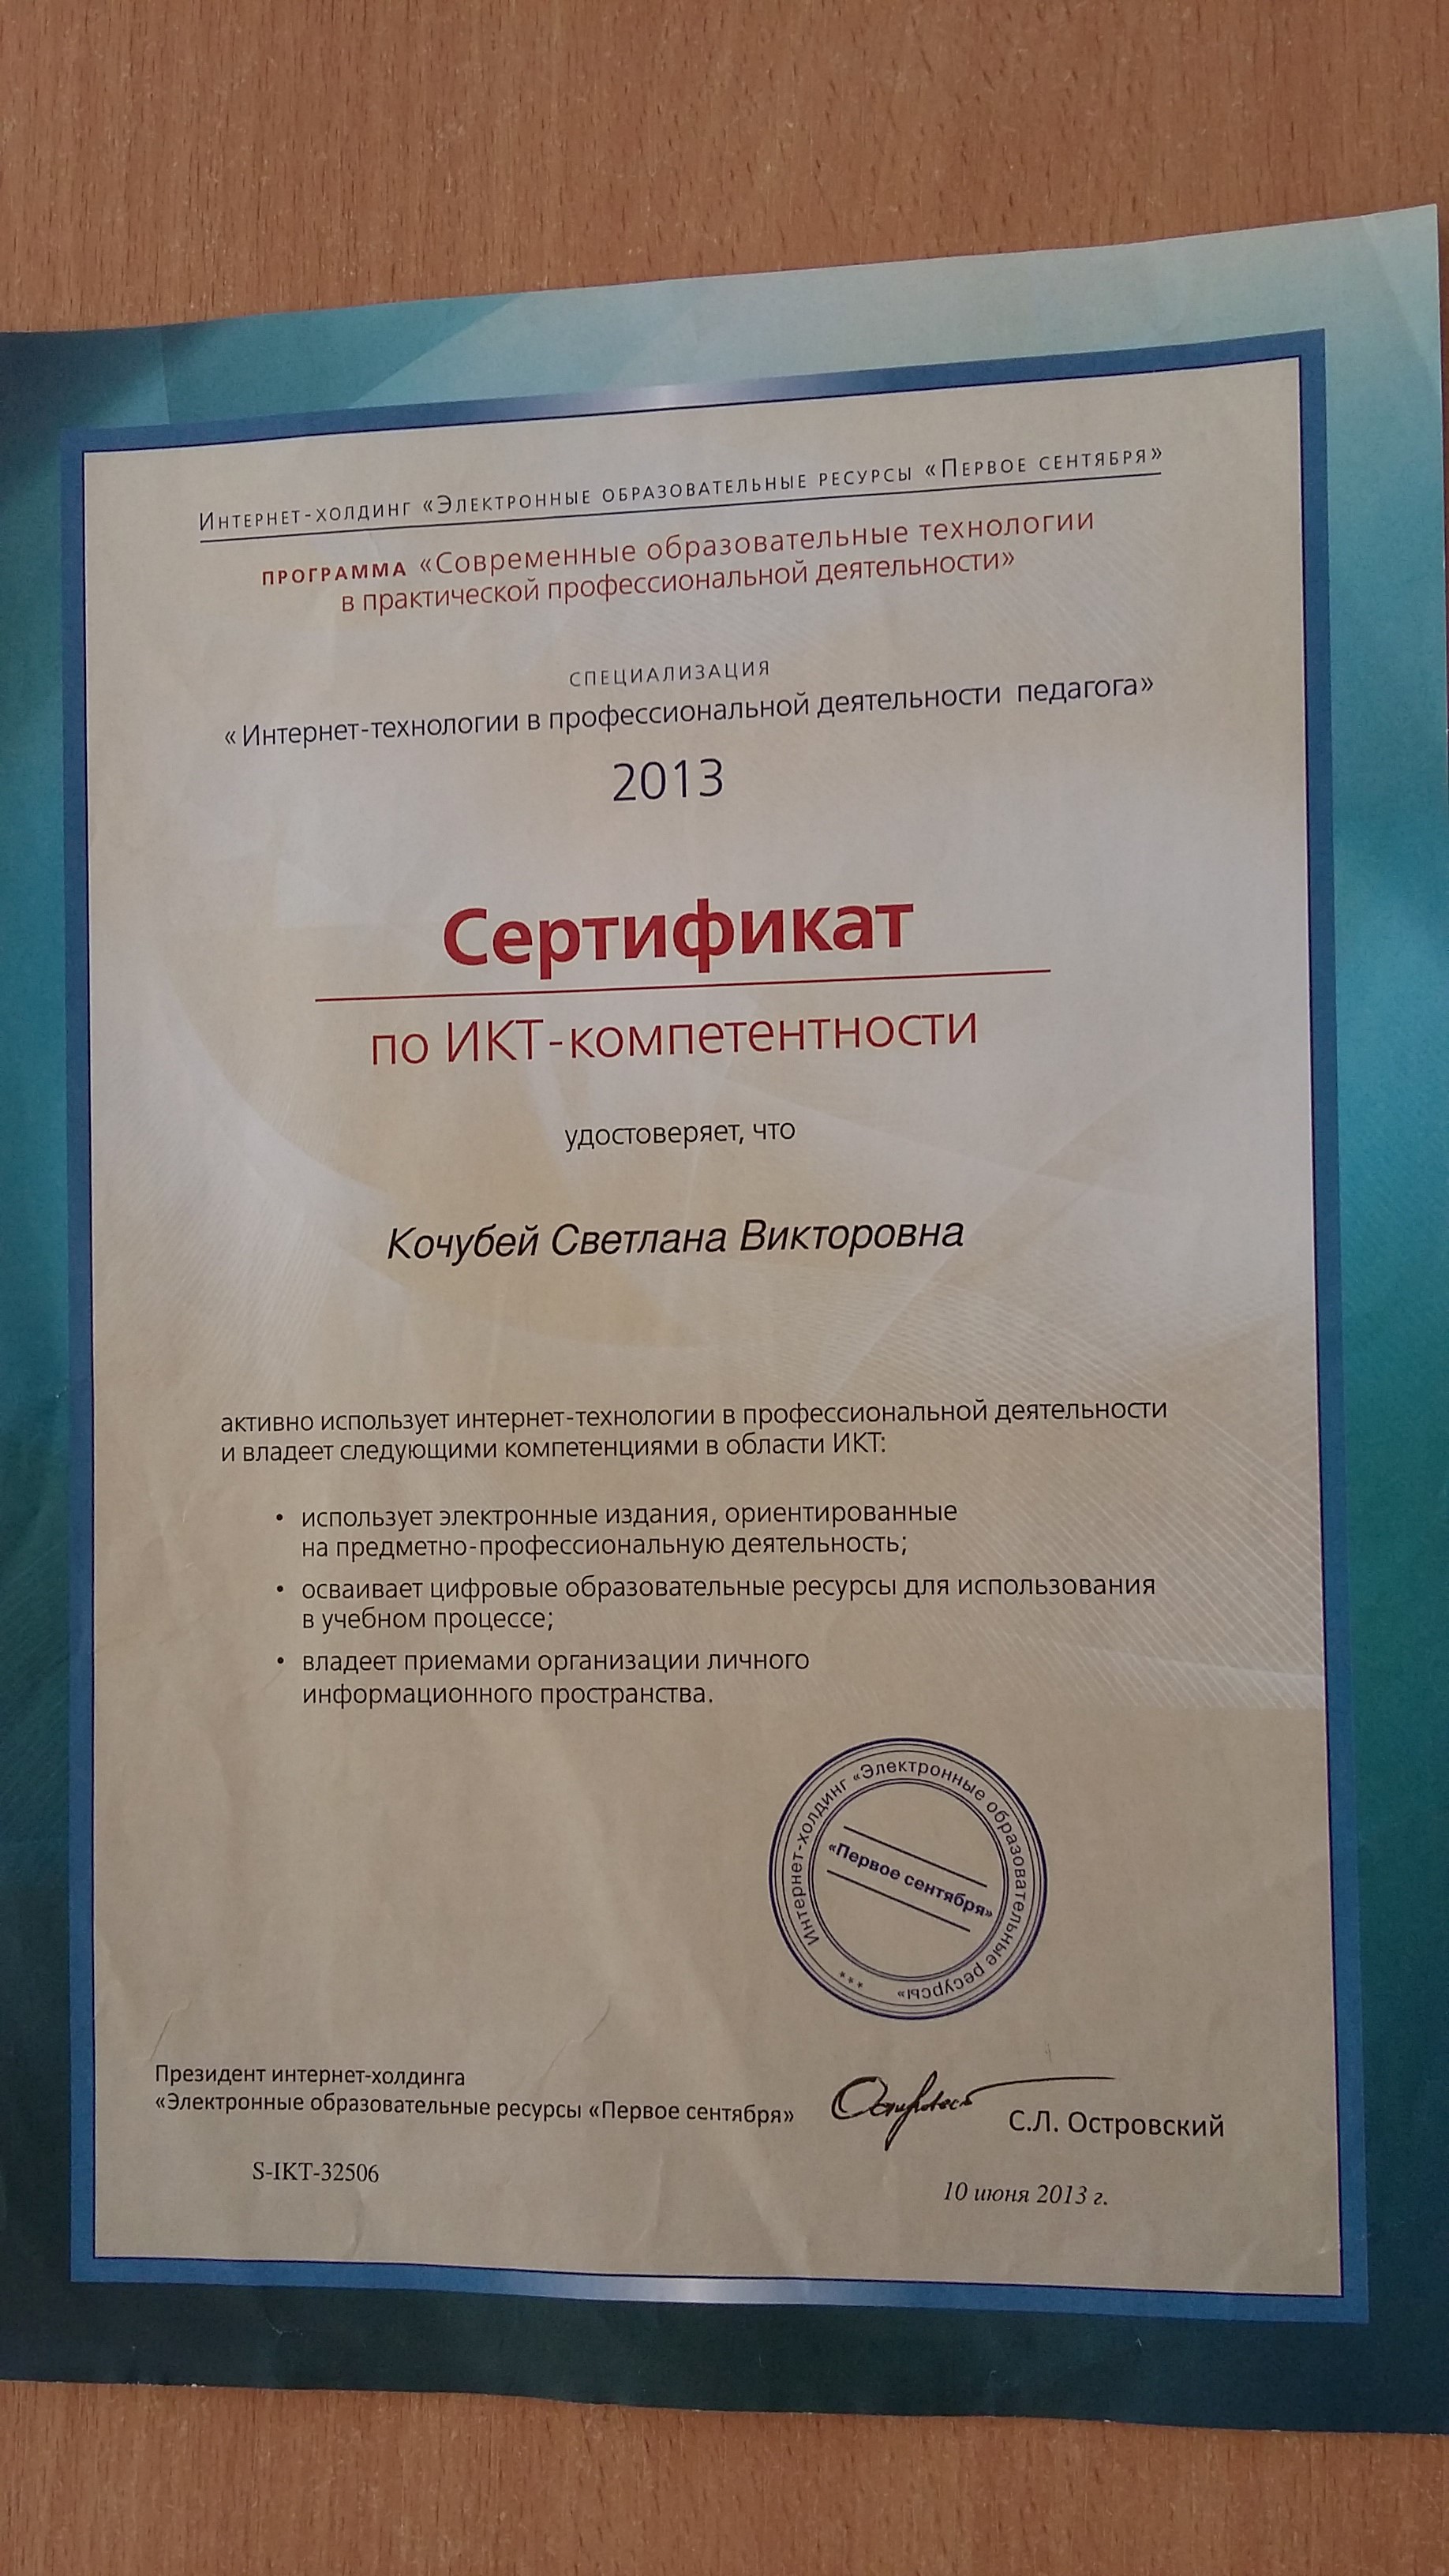 Интернет-холдинг «Электронные образовательные ресурсы «Первое сентября»
ПРОГРАММА «Современные образовательные технологии
в практической профессиональной деятельности»
СПЕЦИАЛИЗАЦИЯ
«Интернет-технологии в профессиональной деятельности педагога»
2013
Сертификат
по ИКТ-компетентности
удостоверяет, что
Кочубей Светлана Викторовна
активно использует интернет-технологии в профессиональной деятельности
и владеет следующими компетенциями в области ИКТ:
• использует электронные издания, ориентированные
на предметно-профессиональную деятельность;
• осваивает цифровые образовательные ресурсы для использования
в учебном процессе;
• владеет приемами организации личного
информационного пространства.
Интернет-холдинг «Электронные образовательные ресурсы» ***
«Первое сентября»
Президент интернет-холдинга
«Электронные образовательные ресурсы «Первое сентября»
С.Л. Островский
S-IKT-32506
10 июня 2013 г.